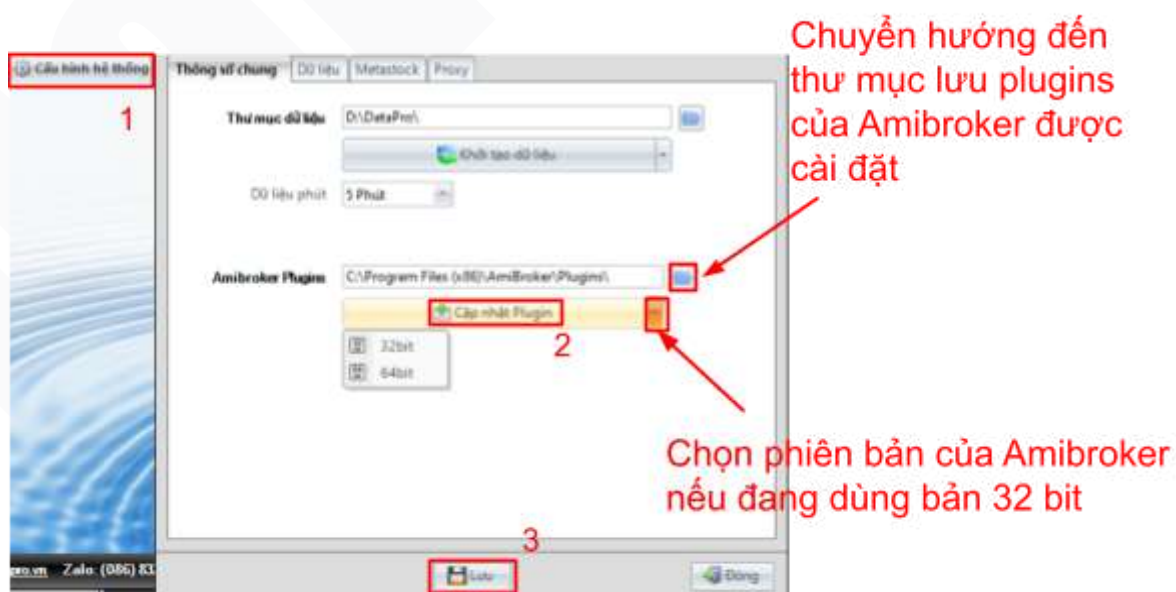 Chuyển hướng đến
thư mục lưu plugins
của Amibroker được
cài đặt
Cấu hình hệ thống
1
Thông số chung Dữ liệu Metastock Proxy
Thư mục dữ liệu D:\DataPro\
Khởi tạo dữ liệu
Dữ liệu phút 5 Phút
Amibroker Plugins C:\Program Files (x86)\AmiBroker\Plugins\
Cập nhật Plugin
2
32bit
64bit
Chọn phiên bản của Amibroker
nếu đang dùng bản 32 bit
3
Lưu Đóng
pro.vn Zalo: (086) 83